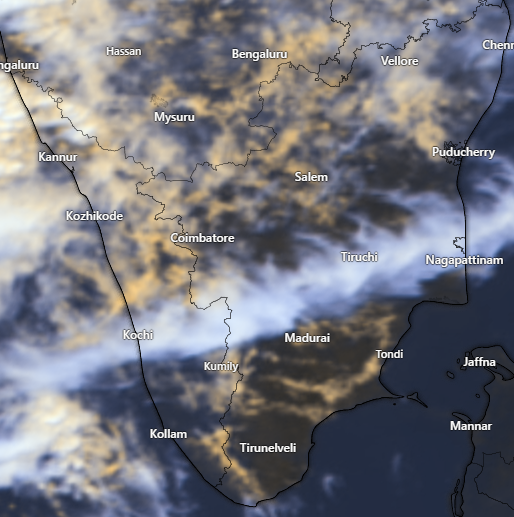 Chenn
Hassan
Bengaluru
Vellore
ngaluru
Mysuru
Puducherry
Kannur
Salem
Kozhikode
Coimbatore
Tiruchi
Nagapattinam
Kochi
Madurai
Tondi
Jaffna
Kumily
Mannar
Kollam
Tirunelveli